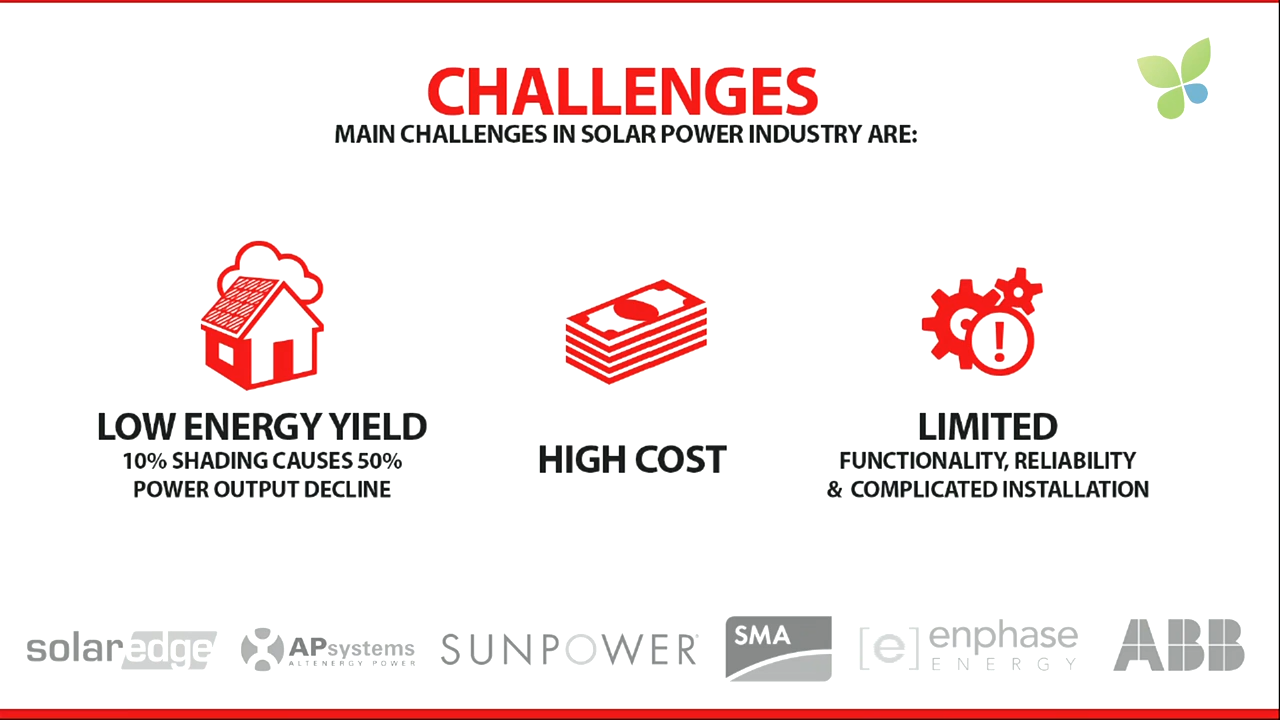 CHALLENGES
MAIN CHALLENGES IN SOLAR POWER INDUSTRY ARE:
LOW ENERGY YIELD
10% SHADING CAUSES 50%
POWER OUTPUT DECLINE
HIGH COST
LIMITED
FUNCTIONALITY, RELIABILITY
& COMPLICATED INSTALLATION
solaredge
APsystems
ALTENERGY POWER
SUNPOWER®
SMA
[e] enphase
ENERGY
ABB